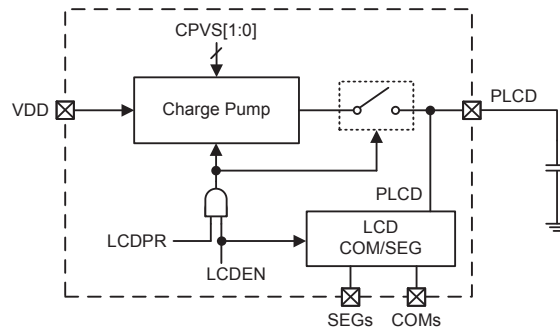 CPVS[1:0]
VDD
Charge Pump
PLCD
PLCD
LCDPR
LCDEN
LCD
COM/SEG
SEGs
COMs